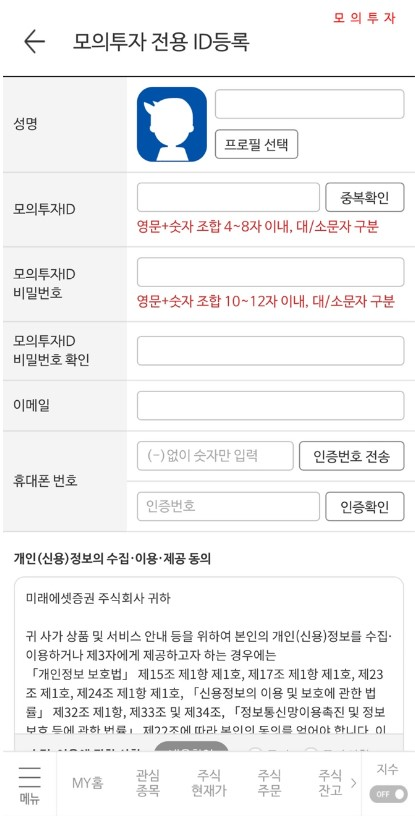 모 의 투 자
모의투자 전용 ID등록
성명
프로필 선택
모의투자ID
중복확인
영문+숫자 조합 4~8자 이내, 대/소문자 구분
모의투자ID
비밀번호
영문+숫자 조합 10~12자 이내, 대/소문자 구분
모의투자ID
비밀번호 확인
이메일
휴대폰 번호
(-)없이 숫자만 입력
인증번호 전송
인증번호
인증확인
개인(신용)정보의 수집·이용·제공 동의
미래에셋증권 주식회사 귀하
귀 사가 상품 및 서비스 안내 등을 위하여 본인의 개인(신용)정보를 수집·
이용하거나 제3자에게 제공하고자 하는 경우에는
「개인정보 보호법」 제15조 제1항 제1호, 제17조 제1항 제1호, 제23
조 제1호, 제24조 제1항 제1호, 「신용정보의 이용 및 보호에 관한 법
률」 제32조 제1항, 제33조 및 제34조, 「정보통신망이용촉진 및 정보
보호 등에 관한 법률」 제22조에 따라 본인의 동의를 얻어야 합니다. 이
메뉴
MY홈
관심
종목
주식
현재가
주식
주문
주식
잔고
지수
OFF